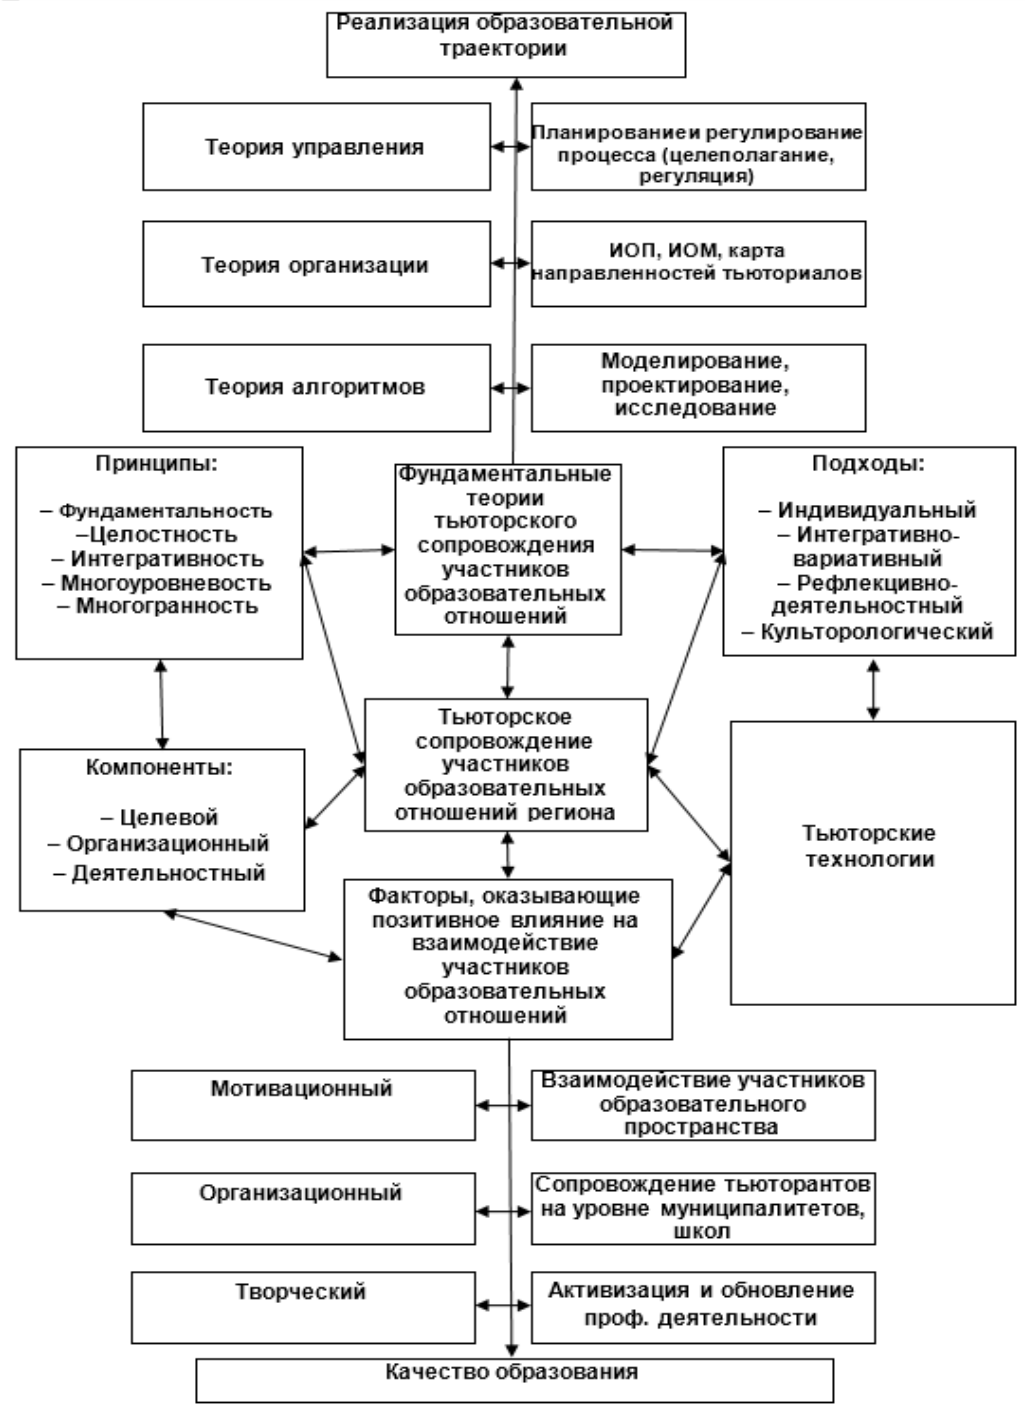 Реализация образовательной
траектории
Теория управления
Планированиеи регулирование
процесса (целеполагание,
регуляция)
Теория организации
ИОП, ИОМ, карта
направленностей тьюториалов
Теория алгоритмов
Моделирование,
проектирование,
исследование
Принципы:
– Фундаментальность
–Целостность
– Интегративность
– Многоуровневость
– Многогранность
Фундаментальные
теории
тьюторского
сопровождения
участников
образовательных
отношений
Подходы:
– Индивидуальный
– Интегративно-
вариативный
– Рефлекцивно-
деятельностный
– Культорологический
Тьюторское
сопровождение
участников
образовательных
отношений региона
Компоненты:
– Целевой
– Организационный
– Деятельностный
Тьюторские
технологии
Факторы, оказывающие
позитивное влияние на
взаимодействие
участников
образовательных
отношений
Мотивационный
Взаимодействие участников
образовательного
пространства
Организационный
Сопровождение тьюторантов
на уровне муниципалитетов,
школ
Творческий
Активизация и обновление
проф. деятельности
Качество образования